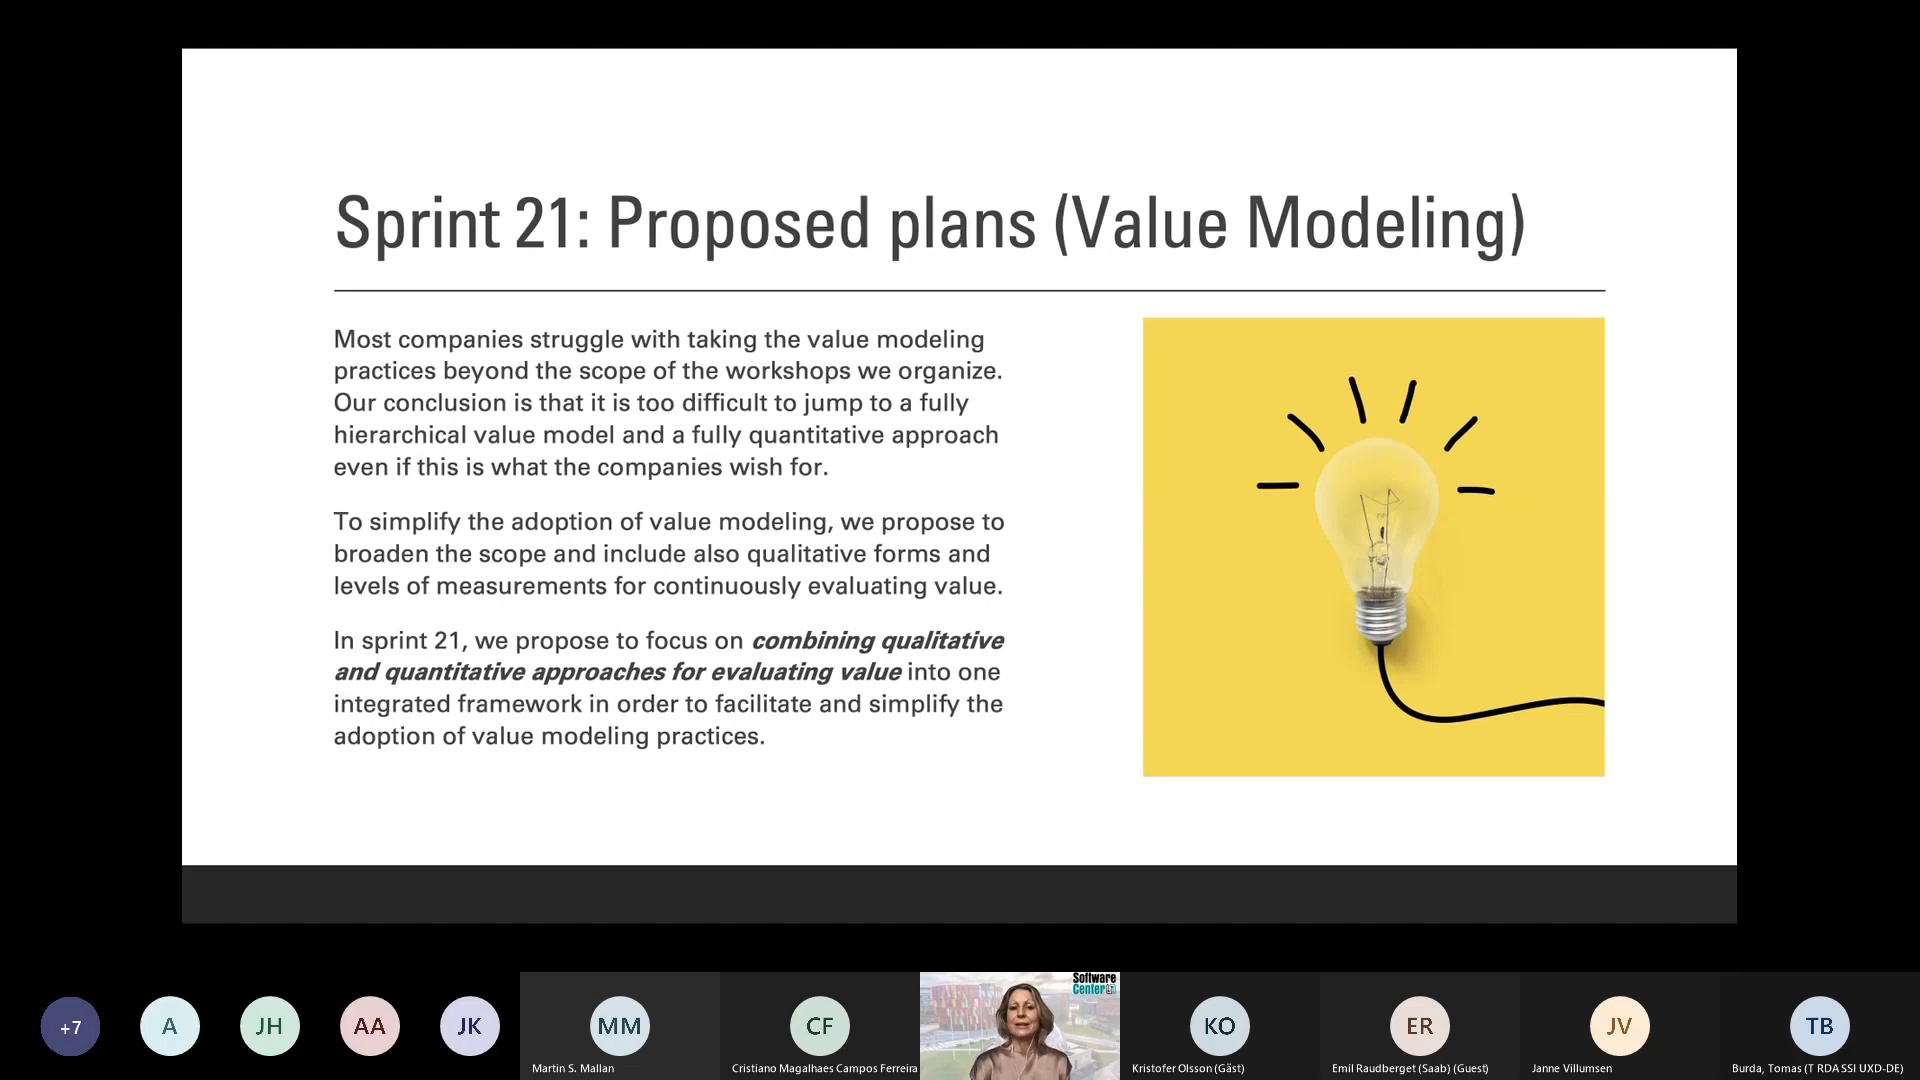 Sprint 21: Proposed plans (Value Modeling)
Most companies struggle with taking the value modeling
practices beyond the scope of the workshops we organize.
Our conclusion is that it is too difficult to jump to a fully
hierarchical value model and a fully quantitative approach
even if this is what the companies wish for.
To simplify the adoption of value modeling, we propose to
broaden the scope and include also qualitative forms and
levels of measurements for continuously evaluating value.
In sprint 21, we propose to focus on combining qualitative
and quantitative approaches for evaluating value into one
integrated framework in order to facilitate and simplify the
adoption of value modeling practices.
+7
A
JH
AA
JK
MM
Martin S. Mallan
CF
Cristiano Magalhaes Campos Ferreira
Software
Center
KO
Kristofer Olsson (Gäst)
ER
Emil Raudberget (Saab) (Guest)
JV
Janne Villumsen
TB
Burda, Tomas (T RDA SSI UXD-DE)